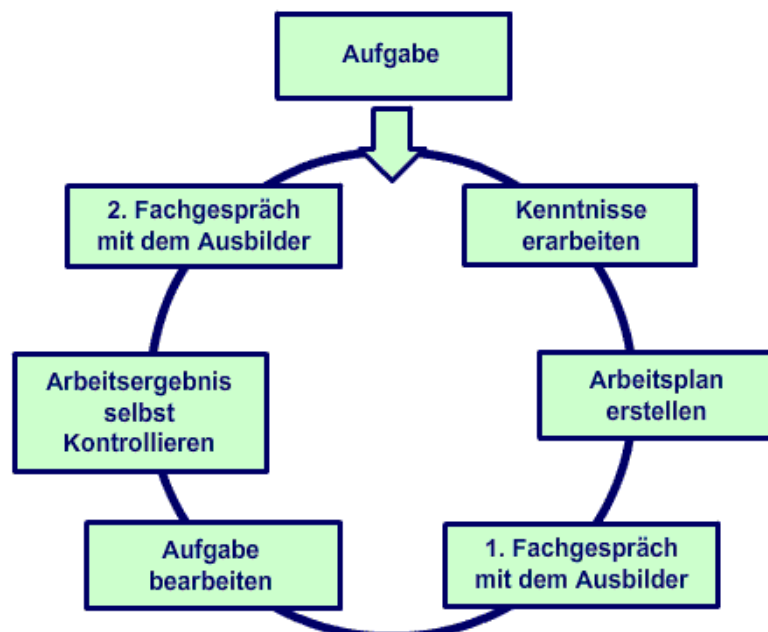 Aufgabe
2. Fachgespräch
mit dem Ausbilder
Kenntnisse
erarbeiten
Arbeitsergebnis
selbst
Kontrollieren
Arbeitsplan
erstellen
Aufgabe
bearbeiten
1. Fachgespräch
mit dem Ausbilder